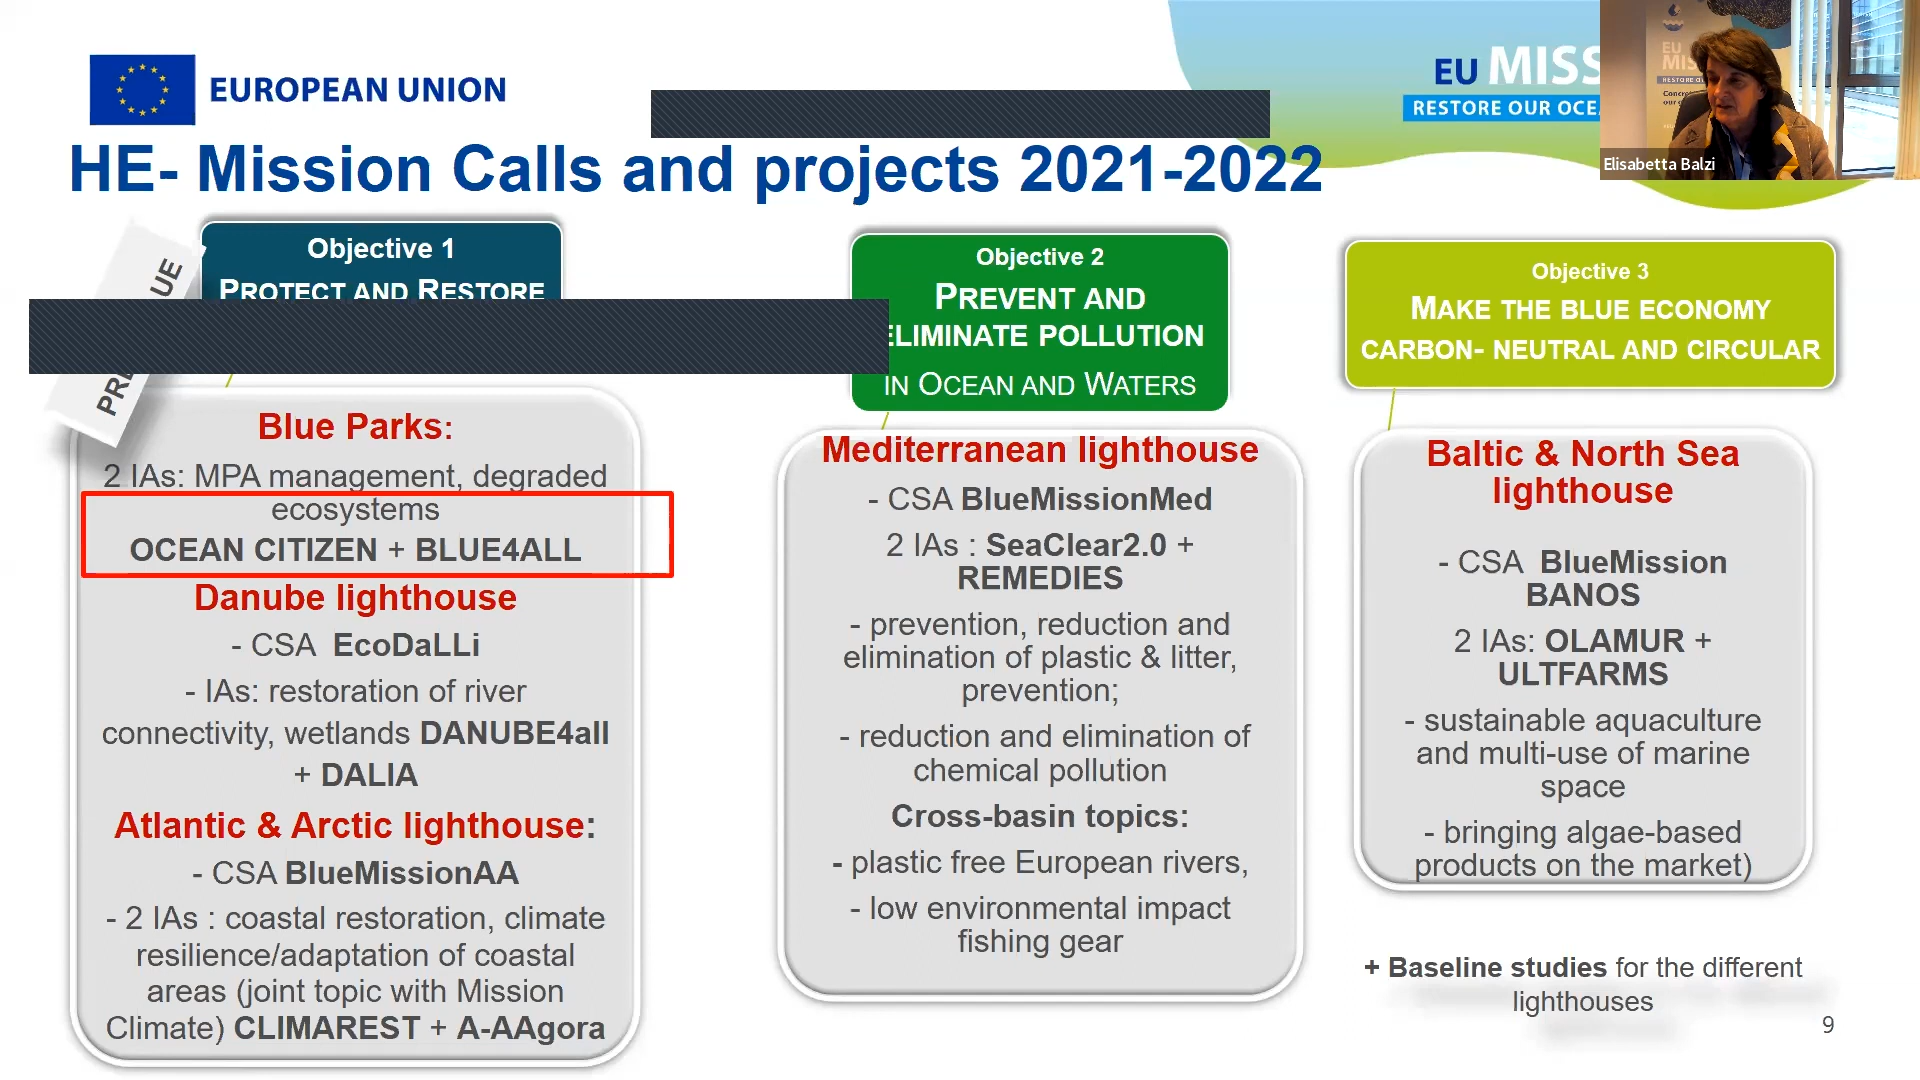 EUROPEAN UNION
EU MISS
RESTORE OUR OCE
EU
MIS
Elisabetta Balzi
HE- Mission Calls and projects 2021-2022
Objective 1
PROTECT AND RESTORE
Objective 2
PREVENT AND
ELIMINATE POLLUTION
IN OCEAN AND WATERS
Objective 3
MAKE THE BLUE ECONOMY
CARBON- NEUTRAL AND CIRCULAR
Blue Parks:
2 IAs: MPA management, degraded
ecosystems
OCEAN CITIZEN + BLUE4ALL
Danube lighthouse
- CSA EcoDaLLi
- IAs: restoration of river
connectivity, wetlands DANUBE4all
+ DALIA
Atlantic & Arctic lighthouse:
- CSA BlueMissionAA
- 2 IAs : coastal restoration, climate
resilience/adaptation of coastal
areas (joint topic with Mission
Climate) CLIMAREST + A-AAgora
Mediterranean lighthouse
- CSA BlueMissionMed
2 IAs : SeaClear2.0 +
REMEDIES
- prevention, reduction and
elimination of plastic & litter,
prevention;
- reduction and elimination of
chemical pollution
Cross-basin topics:
- plastic free European rivers,
- low environmental impact
fishing gear
Baltic & North Sea
lighthouse
- CSA BlueMission
BANOS
2 IAs: OLAMUR +
ULTFARMS
- sustainable aquaculture
and multi-use of marine
space
- bringing algae-based
products on the market)
+ Baseline studies for the different
lighthouses
9